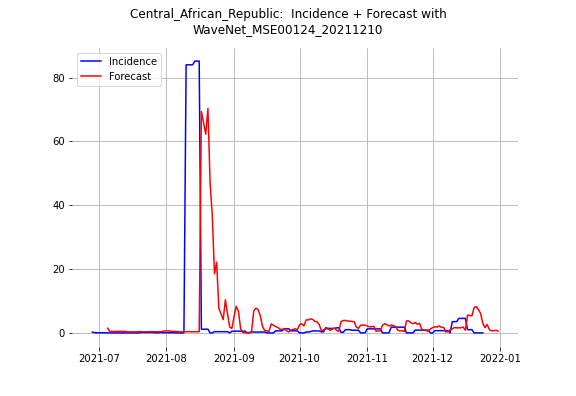 Central_African_Republic:  Incidence + Forecast with
WaveNet_MSE00124_20211210
Incidence
Forecast
80
60
40
20
0
2021-07 2021-08 2021-09 2021-10 2021-11 2021-12 2022-01